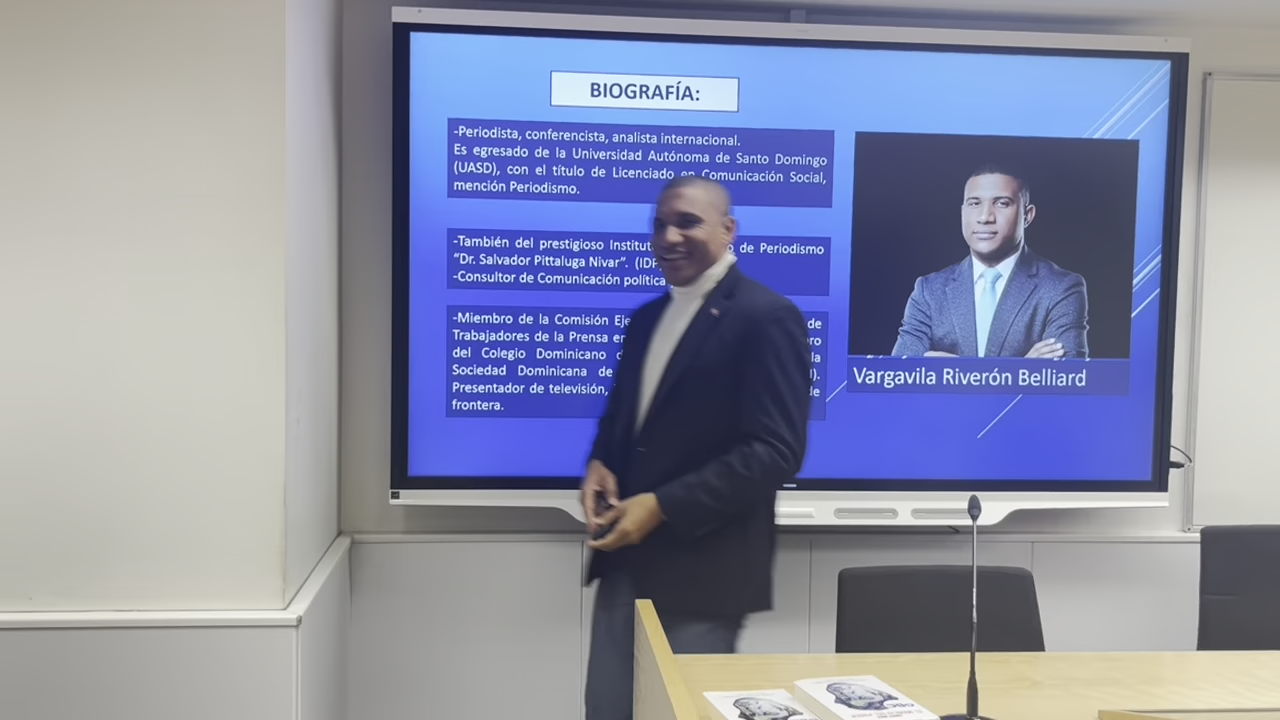 BIOGRAFÍA:
-Periodista, conferencista, analista internacional.
Es egresado de la Universidad Autónoma de Santo Domingo
(UASD), con el título de Licenciado en Comunicación Social,
mención Periodismo.
-También del prestigioso de Periodismo
“Dr. Salvador Pittaluga Nivar”.
-Consultor de Comunicación política
-Miembro de la Comisión de
Trabajadores de la Prensa
del Colegio Dominicano la
Sociedad Dominicana de
Presentador de televisión, de
frontera.
Vargavila Riverón Belliard